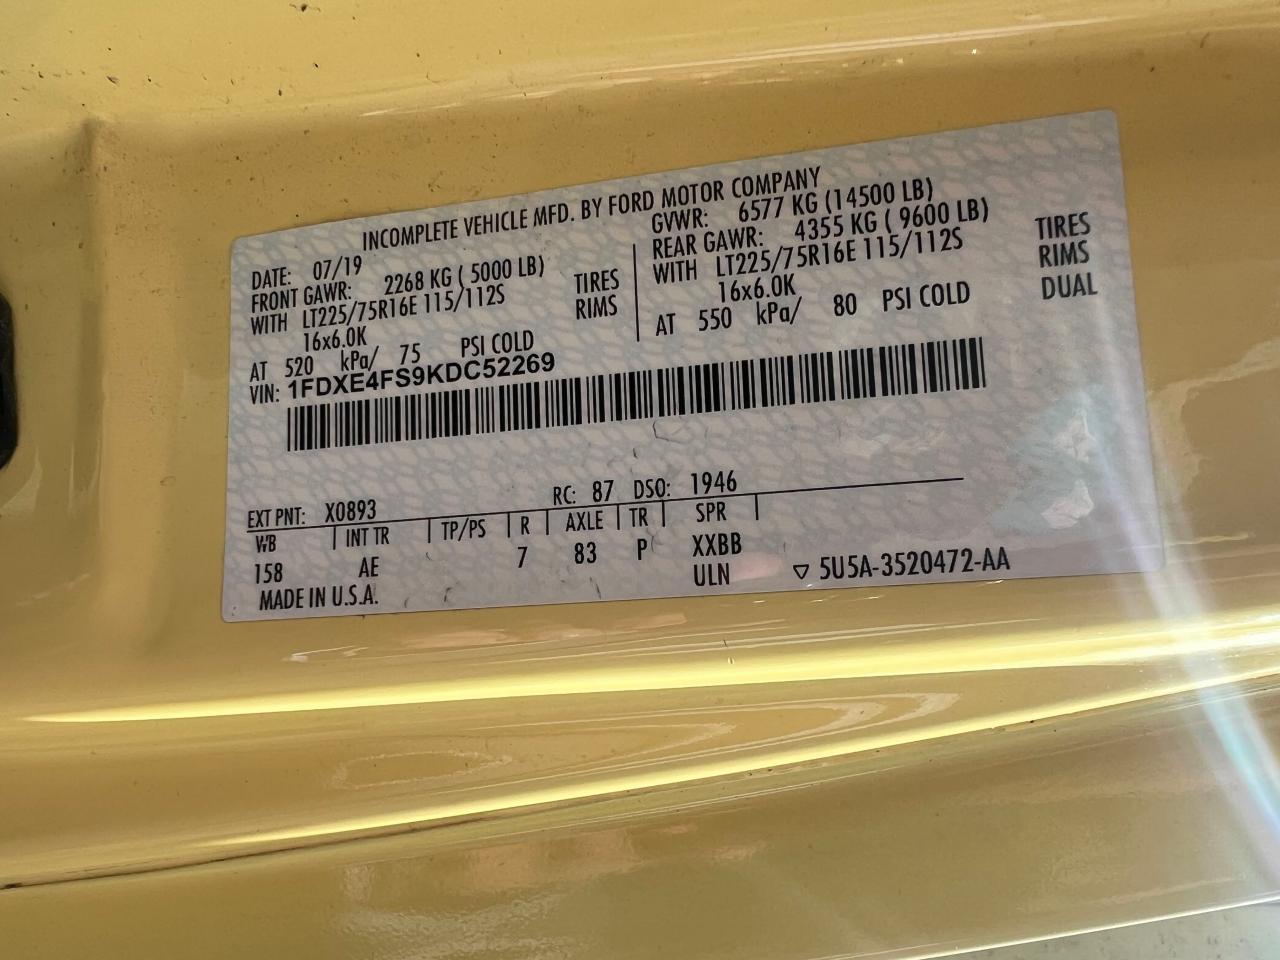 INCOMPLETE VEHICLE MFD. BY FORD MOTOR COMPANY
DATE: 07/19
FRONT GAWR: 2268 KG ( 5000 LB)
WITH LT225/75R16E 115/112S TIRES
16x6.0K RIMS
AT 520 kPa/ 75 PSI COLD
GVWR: 6577 KG (14500 LB)
REAR GAWR: 4355 KG ( 9600 LB)
WITH LT225/75R16E 115/112S TIRES
16x6.0K RIMS
AT 550 kPa/ 80 PSI COLD DUAL
VIN: 1FDXE4FS9KDC52269
EXT PNT: X0893 RC: 87 DSO: 1946
WB INT TR TP/PS R AXLE TR SPR
158 AE 7 83 P XXBB
ULN
MADE IN U.S.A. ▽ 5U5A-3520472-AA